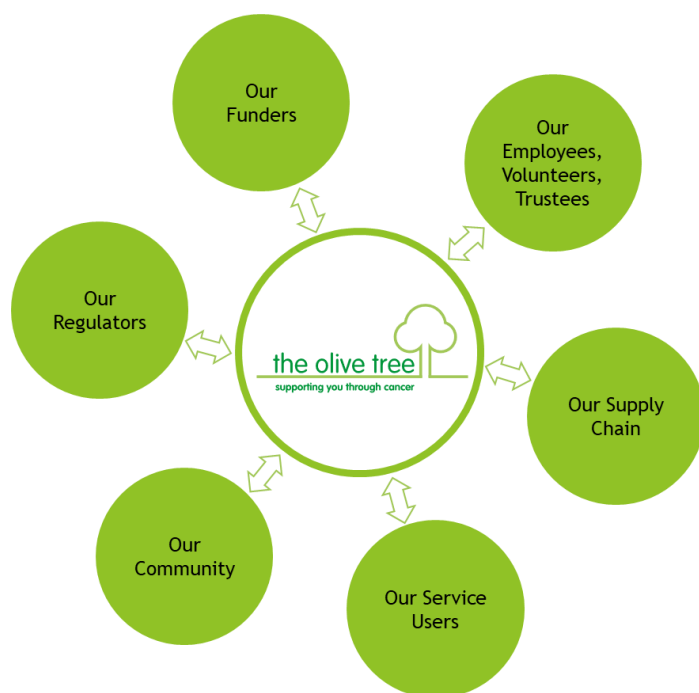 Our
Funders
Our
Employees,
Volunteers,
Trustees
Our
Regulators
the olive tree
supporting you through cancer
Our Supply
Chain
Our
Community
Our Service
Users